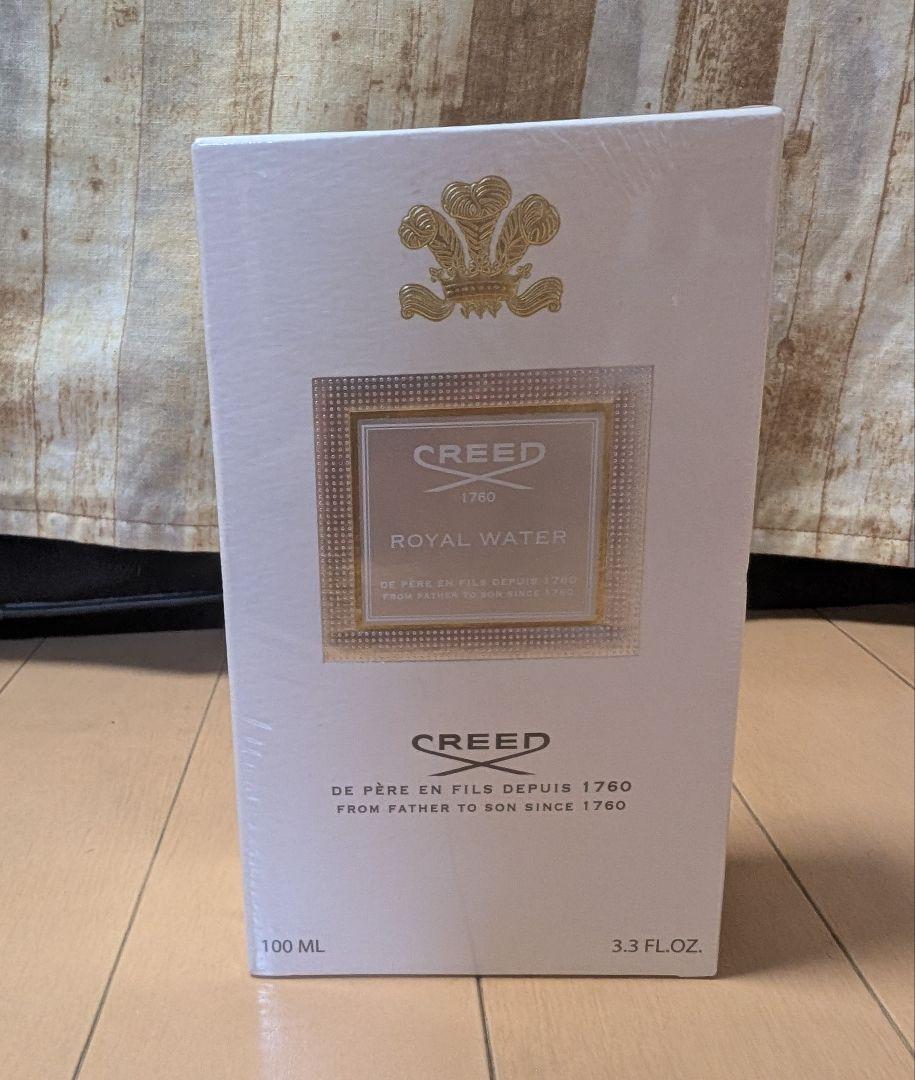 CREED
1760
ROYAL WATER
DE PÈRE EN FILS DEPUIS 1760
FROM FATHER TO SON SINCE 1760
CREED
DE PÈRE EN FILS DEPUIS 1760
FROM FATHER TO SON SINCE 1760
100 ML
3.3 FL.OZ.